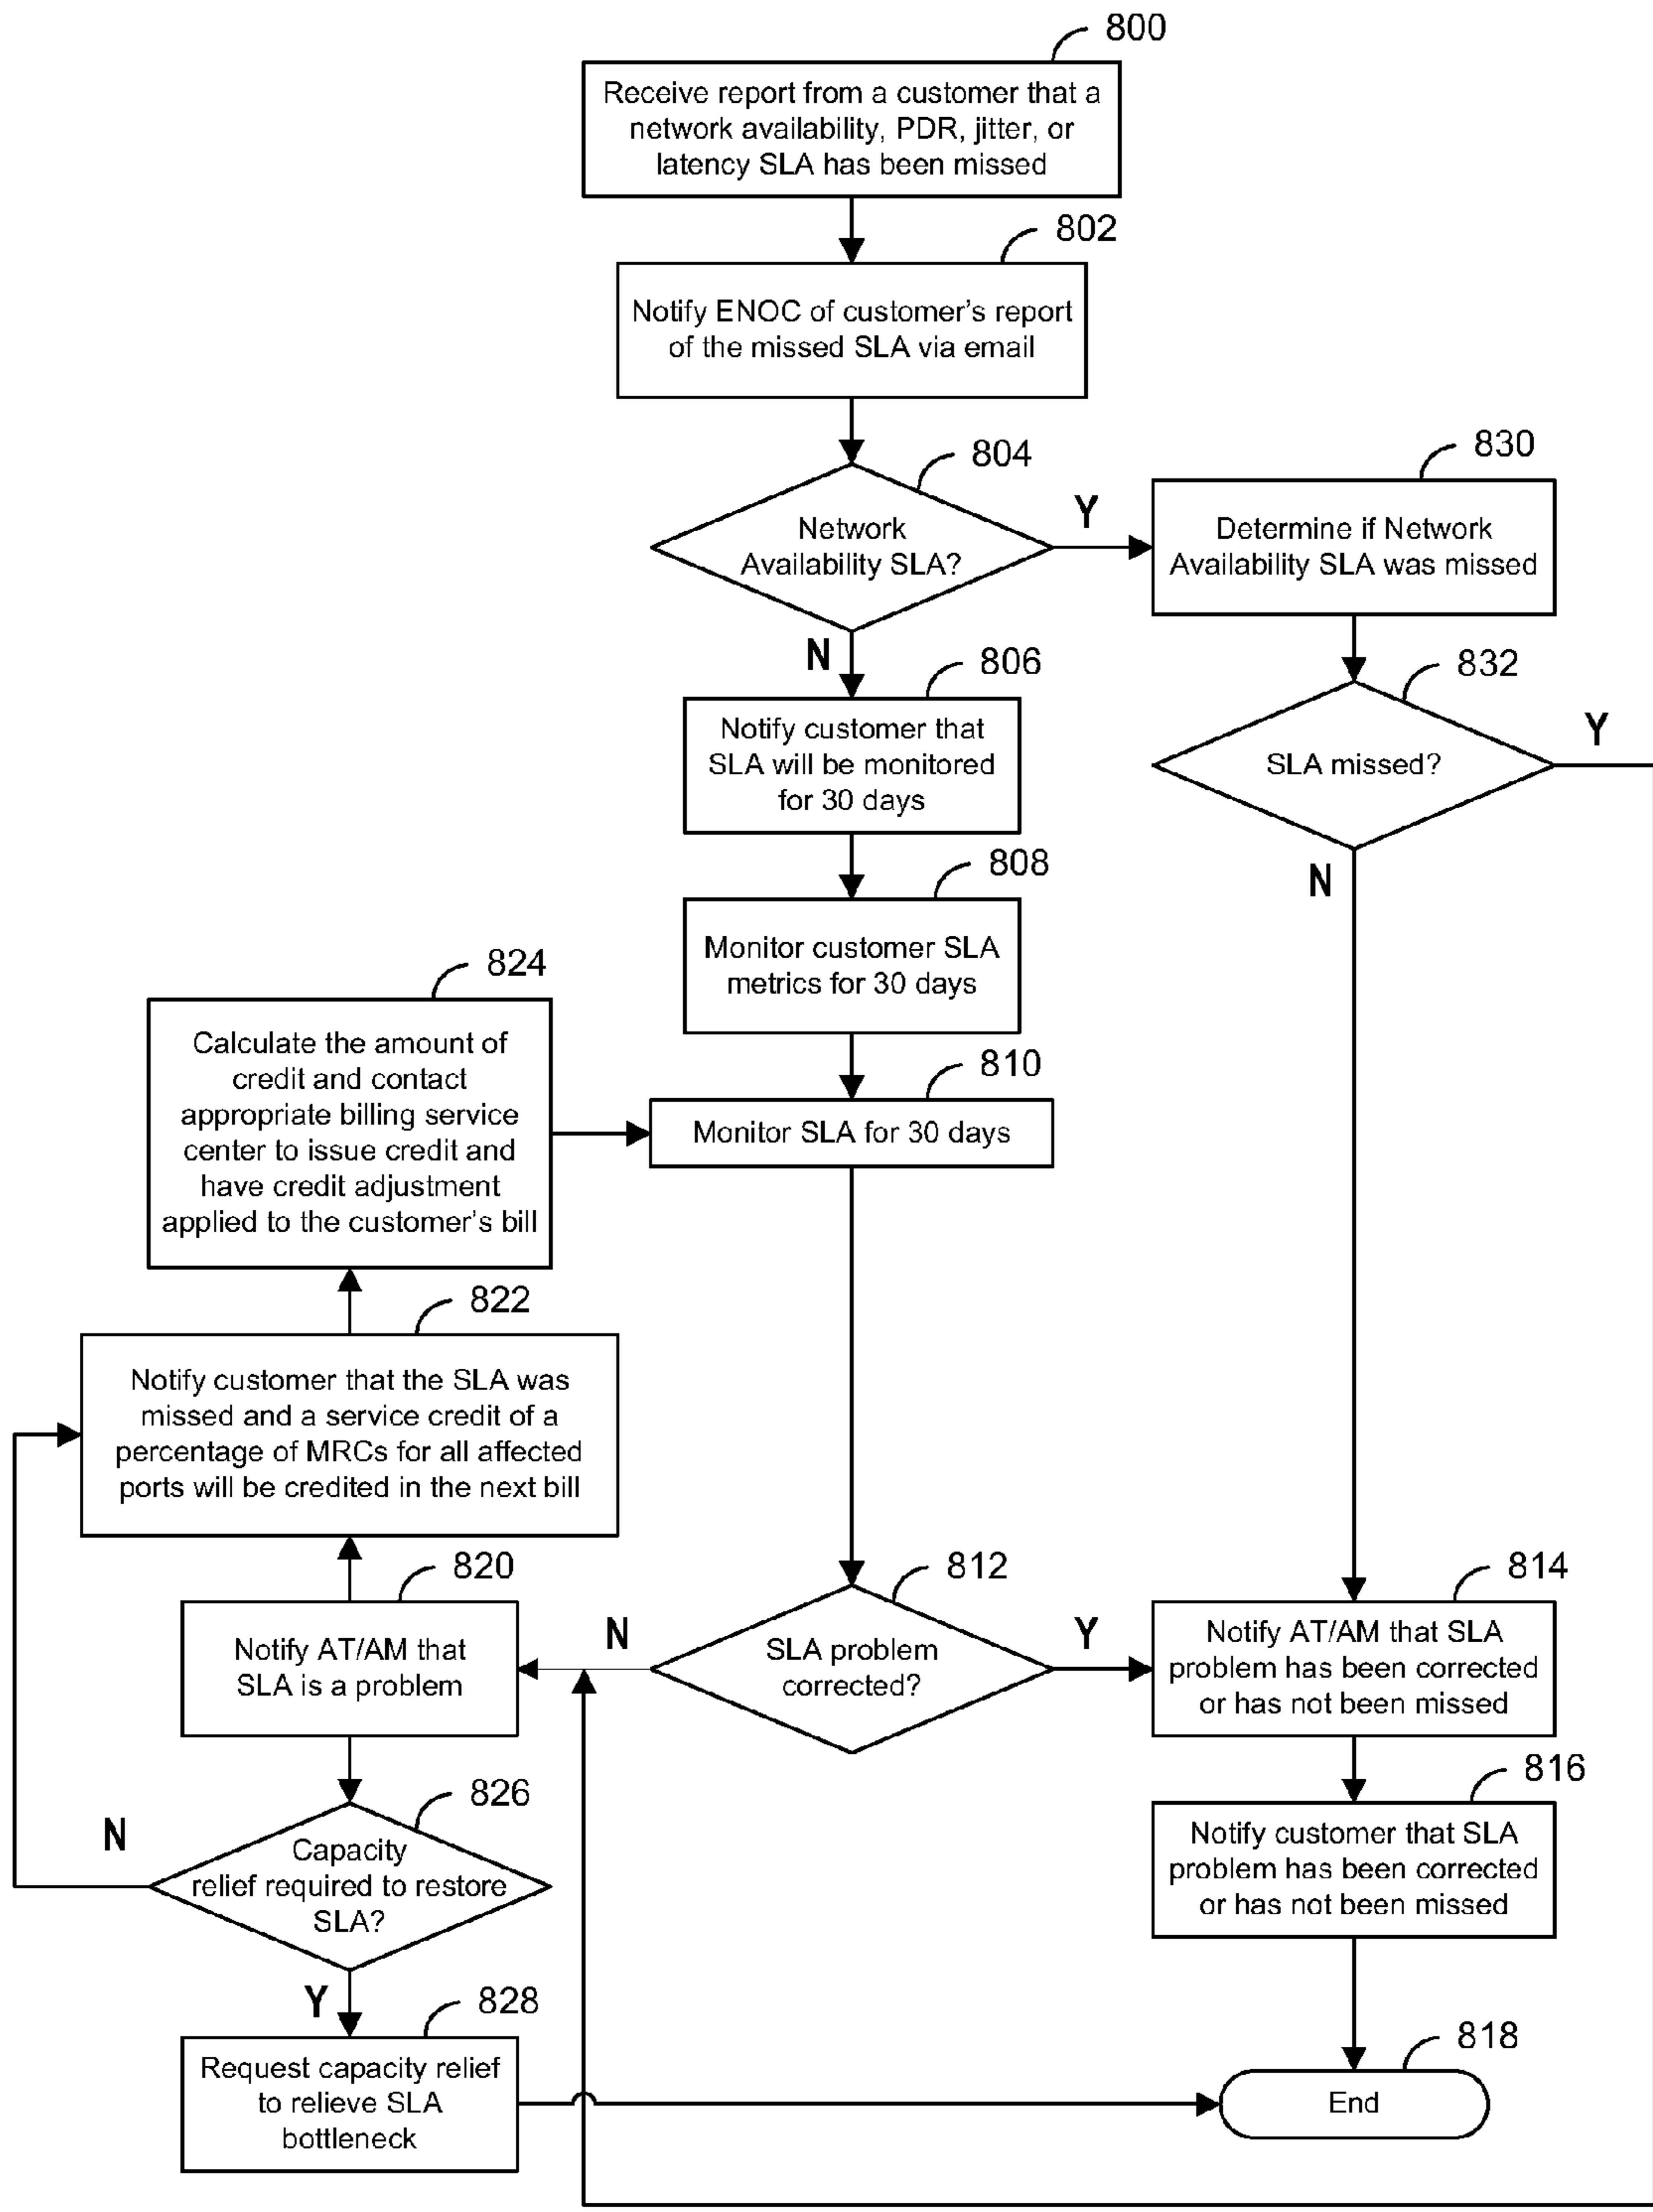 800
Receive report from a customer that a
network availability, PDR, jitter, or
latency SLA has been missed
802
Notify ENOC of customer's report
of the missed SLA via email
804
Network
Availability SLA?
Y
N
830
Determine if Network
Availability SLA was missed
832
SLA missed?
Y
N
806
Notify customer that
SLA will be monitored
for 30 days
808
Monitor customer SLA
metrics for 30 days
810
Monitor SLA for 30 days
824
Calculate the amount of
credit and contact
appropriate billing service
center to issue credit and
have credit adjustment
applied to the customer's bill
822
Notify customer that the SLA was
missed and a service credit of a
percentage of MRCs for all affected
ports will be credited in the next bill
820
Notify AT/AM that
SLA is a problem
812
SLA problem
corrected?
N
Y
814
Notify AT/AM that SLA
problem has been corrected
or has not been missed
816
Notify customer that SLA
problem has been corrected
or has not been missed
826
Capacity
relief required to restore
SLA?
N
Y
828
Request capacity relief
to relieve SLA
bottleneck
818
End